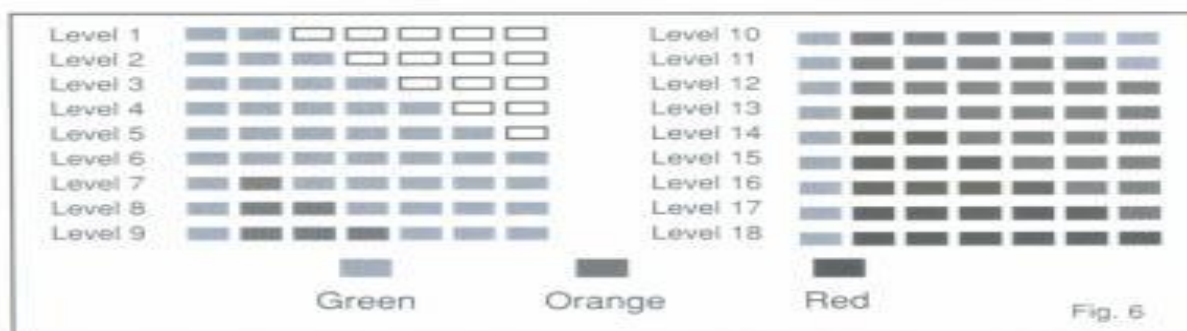 Level 1
Level 2
Level 3
Level 4
Level 5
Level 6
Level 7
Level 8
Level 9
Level 10
Level 11
Level 12
Level 13
Level 14
Level 15
Level 16
Level 17
Level 18
Green Orange Red
Fig. 6